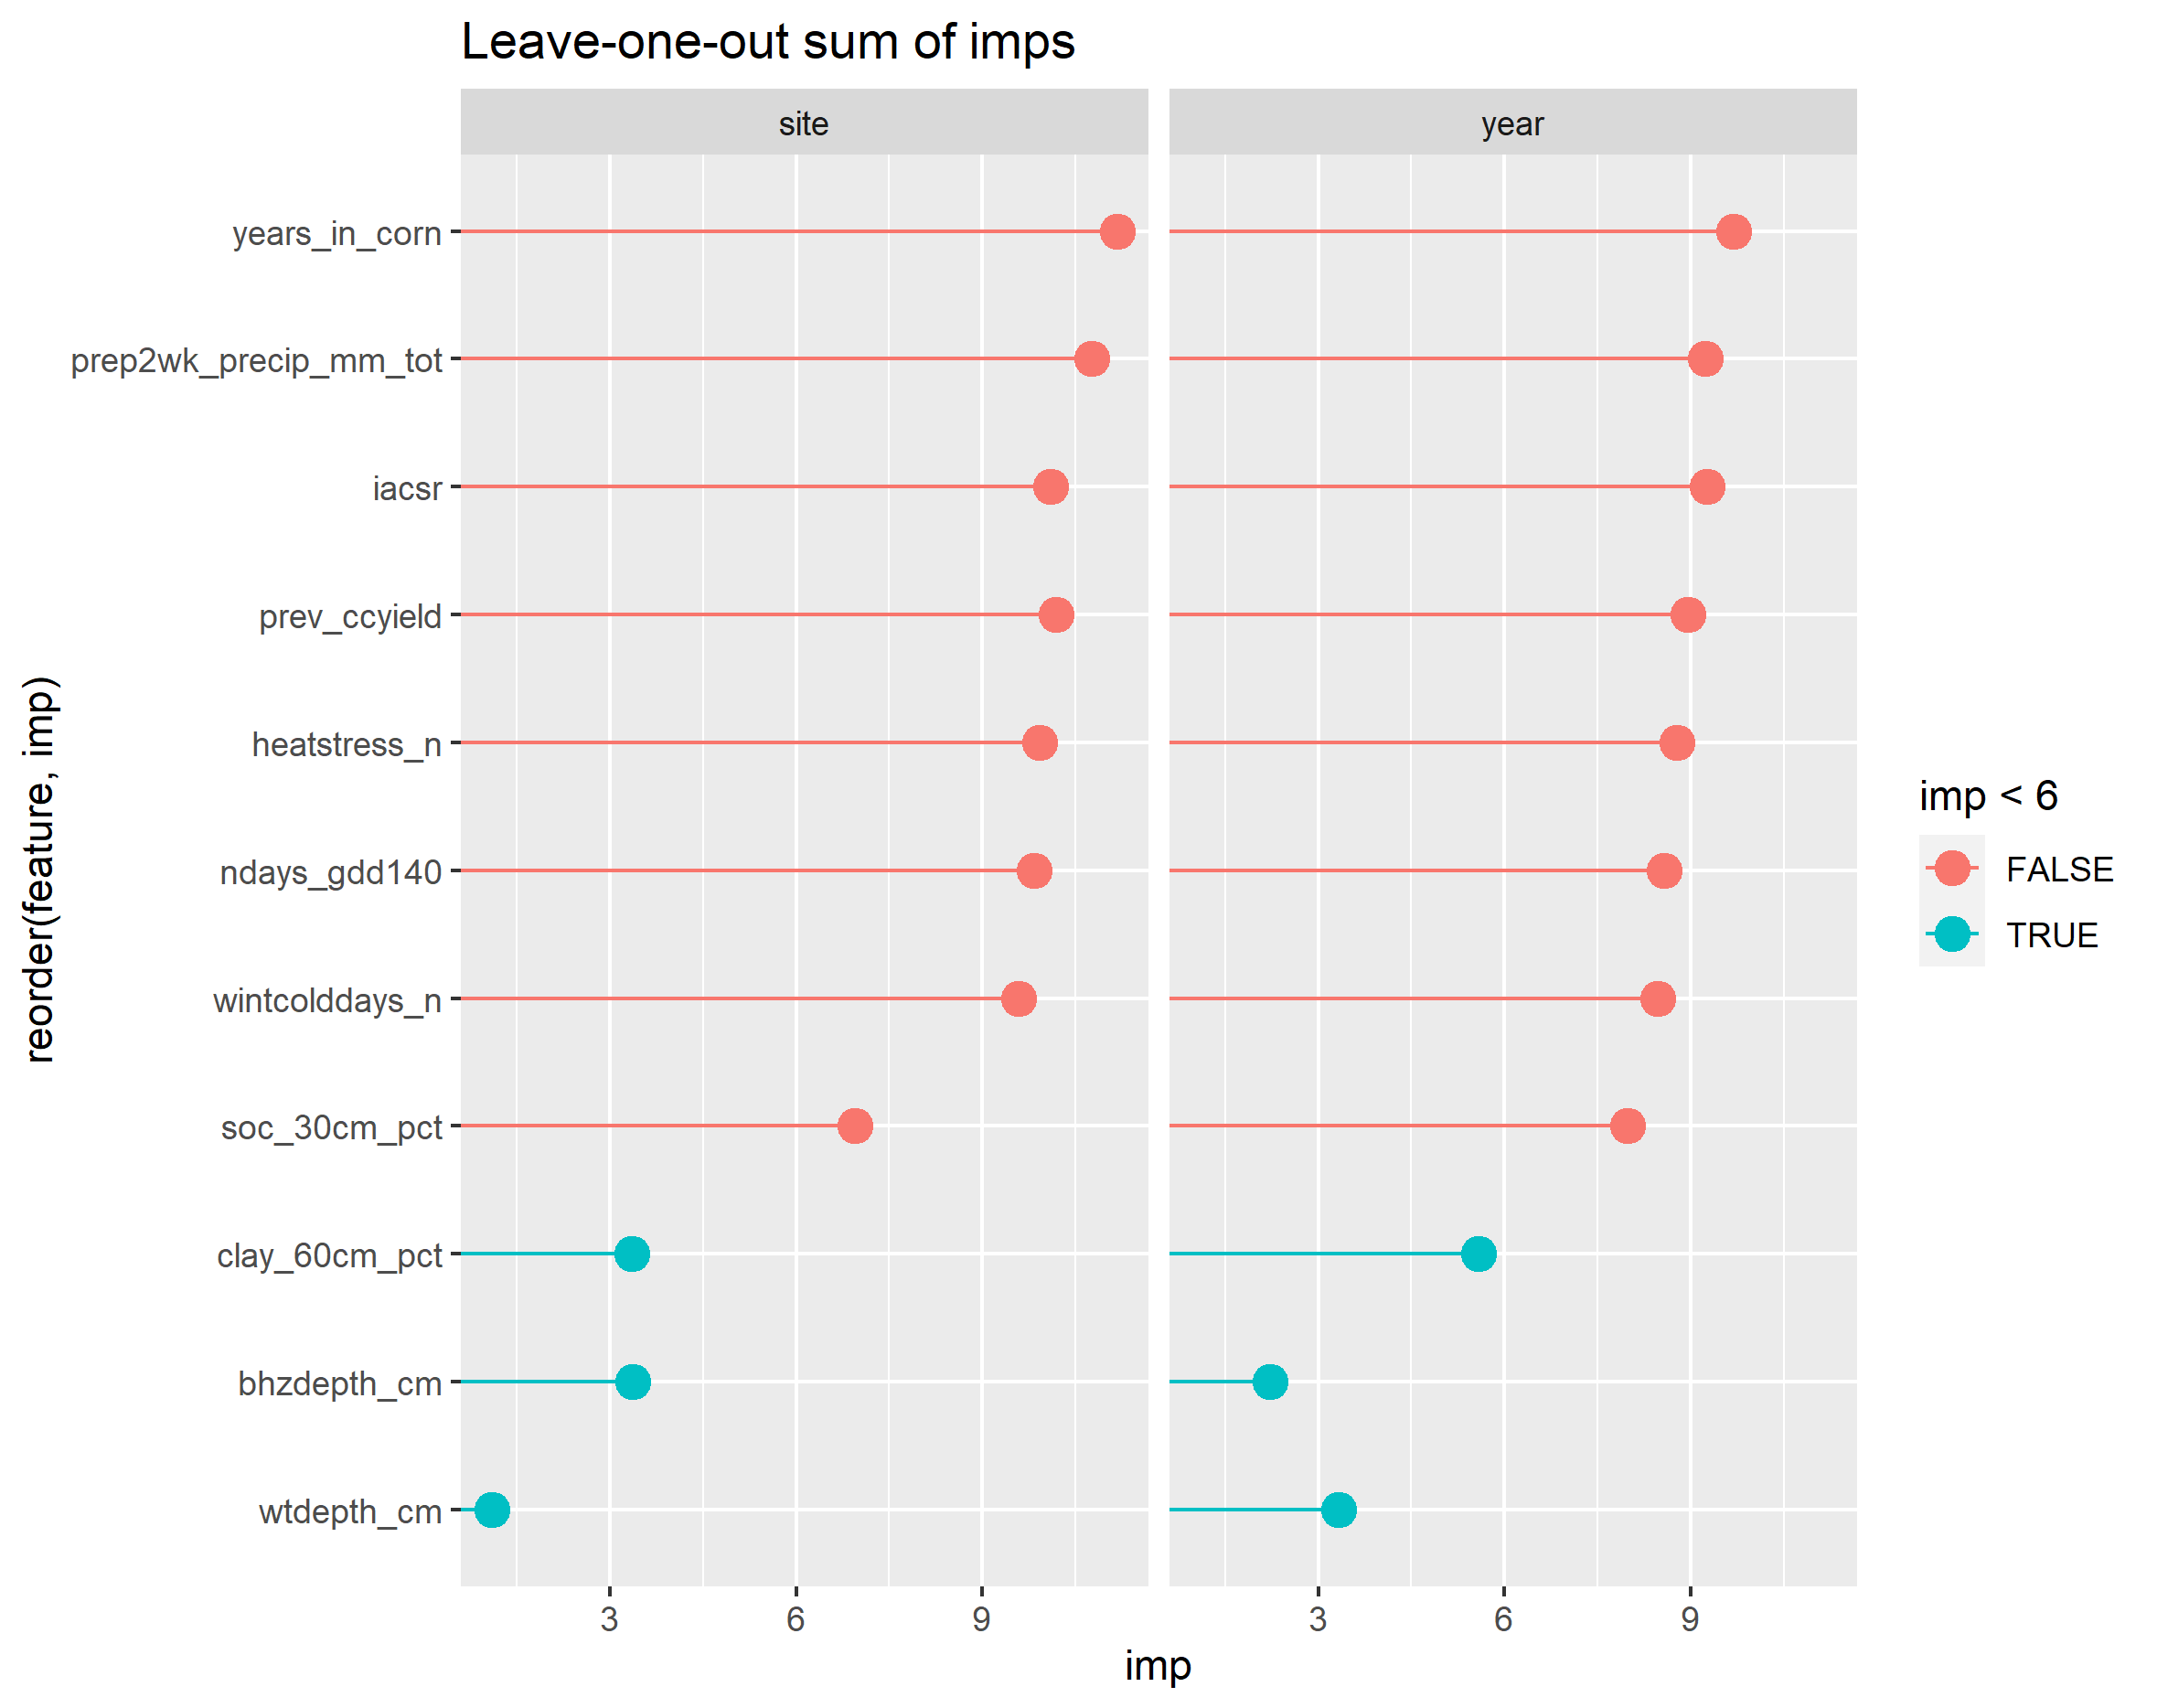 Leave-one-out sum of imps
site
year
reorder(feature, imp)
years_in_corn
prep2wk_precip_mm_tot
iacsr
prev_ccyield
heatstress_n
ndays_gdd140
wintcolddays_n
soc_30cm_pct
clay_60cm_pct
bhzdepth_cm
wtdepth_cm
3 6 9
3 6 9
imp
imp < 6
FALSE
TRUE